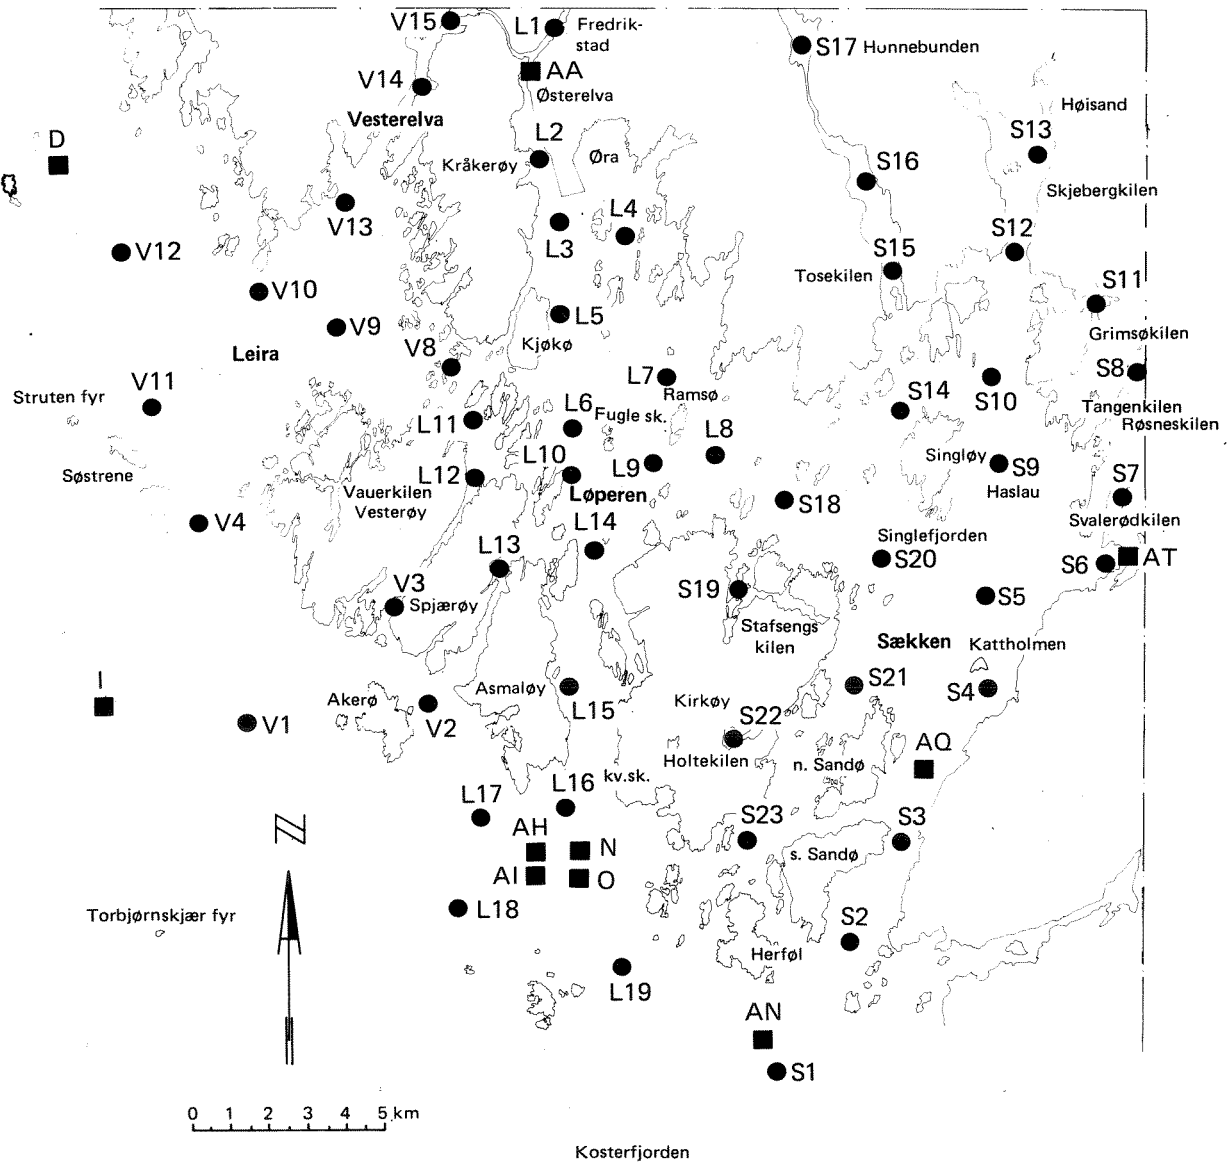 V15
L1
Fredrik-
stad
S17 Hunnebunden
AA
V14
Østerelva
Høisand
Vesterelva
D
L2
S13
Kråkerøy
Øra
S16
Skjebergkilen
V13
L4
L3
S12
V12
S15
Tosekilen
V10
S11
L5
V9
Grimsøkilen
Leira
V8
Kjøkø
S8
L7
V11
Ramsø
Struten fyr
S10
L6
Fugle sk.
S14
Tangenkilen
L11
Røsneskilen
L8
Singløy
L10
L9
S9
Søstrene
L12
S7
Vauerkilen
Løperen
Haslau
Vesterøy
S18
Svalerødkilen
V4
L14
Singlefjorden
AT
L13
S20
S6
V3
S19
S5
Spjærøy
Stafsengs
kilen
Sækken
Kattholmen
I
S21
Asmaløy
S4
Akerø
Kirkøy
L15
V1
V2
S22
AQ
Holtekilen
n. Sandø
kv.sk.
L17
L16
S23
S3
N
AH
N
s. Sandø
AI
O
L18
Torbjørnskjær fyr
S2
Herføl
L19
AN
S1
0 1 2 3 4 5 km
Kosterfjorden